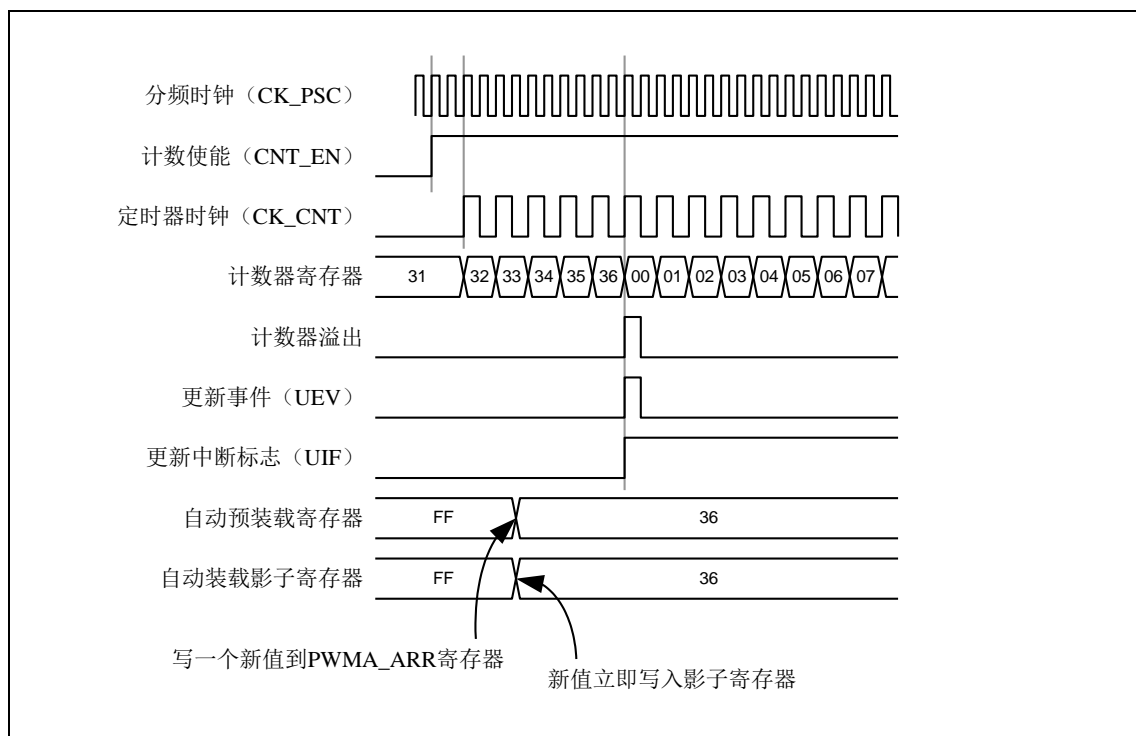 分频时钟（CK_PSC）
计数使能（CNT_EN）
定时器时钟（CK_CNT）
计数器寄存器 31 32 33 34 35 36 00 01 02 03 04 05 06 07
计数器溢出
更新事件（UEV）
更新中断标志（UIF）
自动预装载寄存器 FF 36
自动装载影子寄存器 FF 36
写一个新值到PWMA_ARR寄存器
新值立即写入影子寄存器